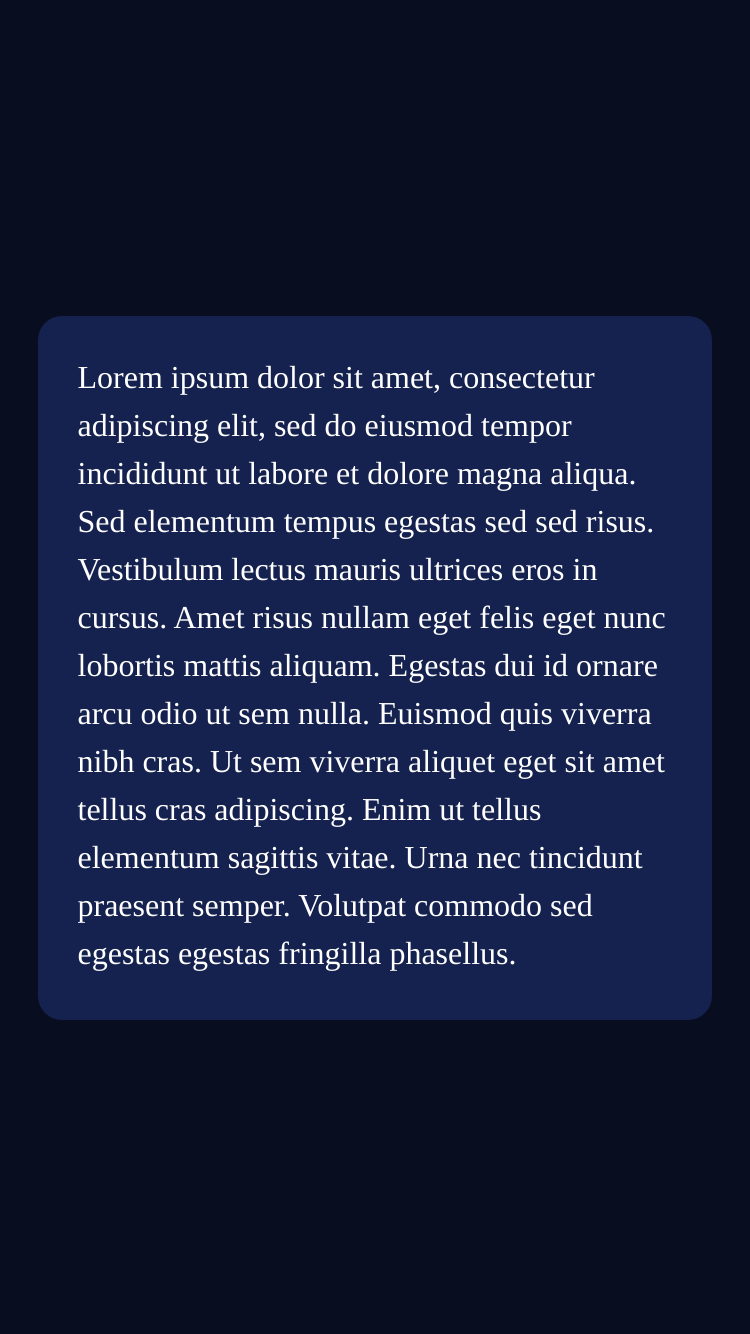 Lorem ipsum dolor sit amet, consectetur
adipiscing elit, sed do eiusmod tempor
incididunt ut labore et dolore magna aliqua.
Sed elementum tempus egestas sed sed risus.
Vestibulum lectus mauris ultrices eros in
cursus. Amet risus nullam eget felis eget nunc
lobortis mattis aliquam. Egestas dui id ornare
arcu odio ut sem nulla. Euismod quis viverra
nibh cras. Ut sem viverra aliquet eget sit amet
tellus cras adipiscing. Enim ut tellus
elementum sagittis vitae. Urna nec tincidunt
praesent semper. Volutpat commodo sed
egestas egestas fringilla phasellus.